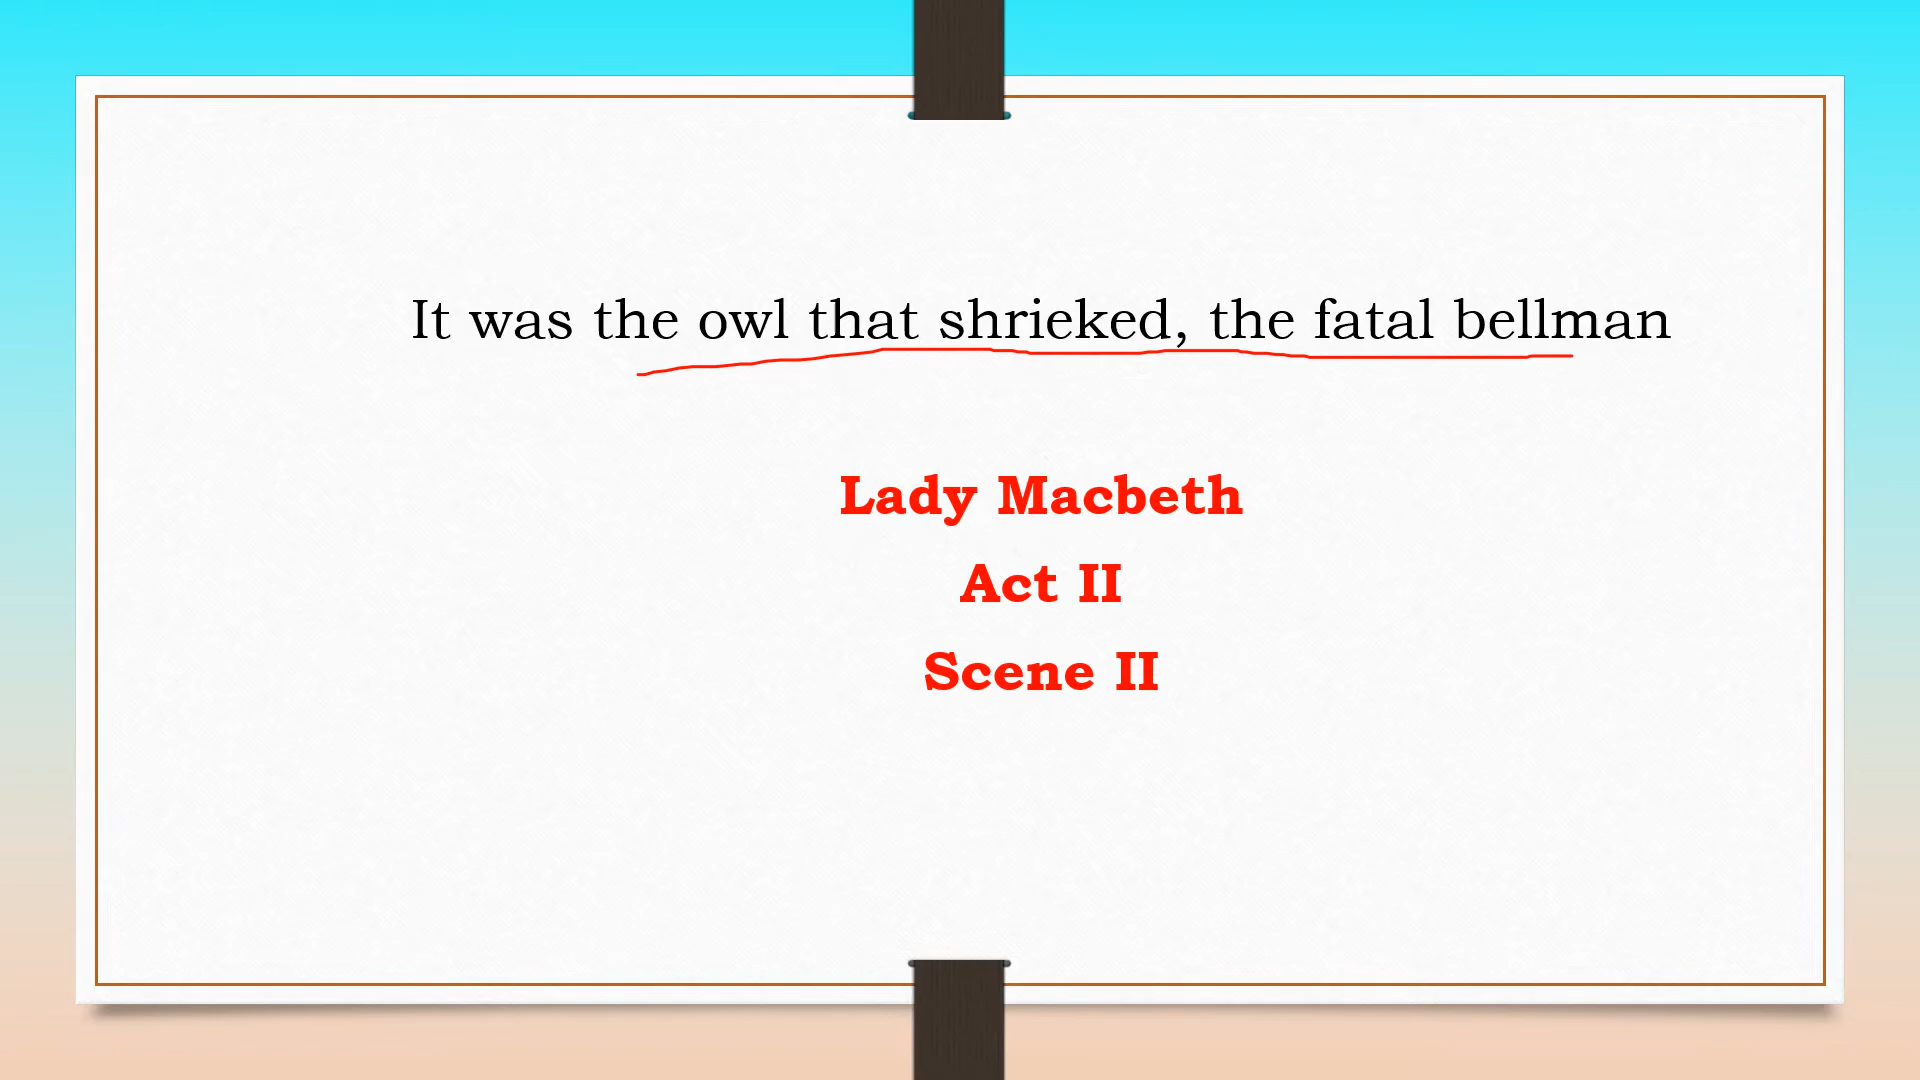 It was the owl that shrieked, the fatal bellman
Lady Macbeth
Act II
Scene II